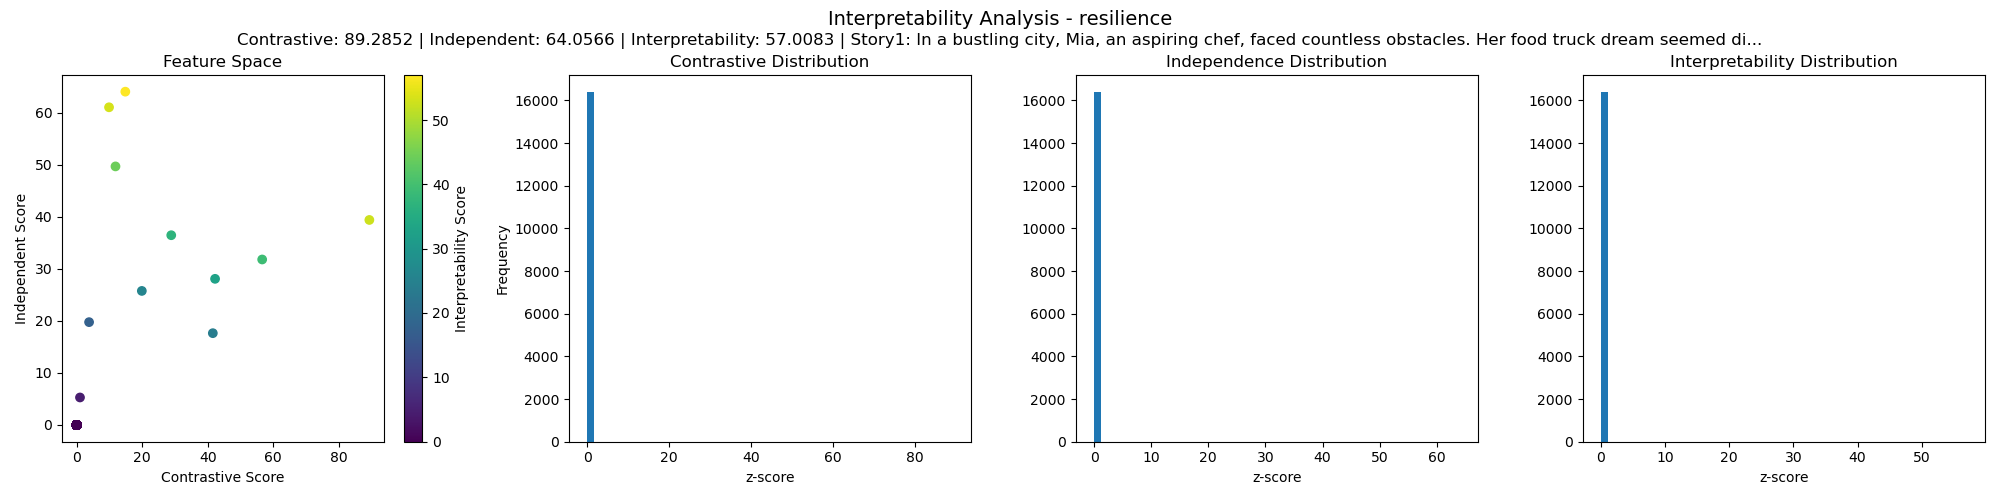 Interpretability Analysis - resilience
Contrastive: 89.2852 | Independent: 64.0566 | Interpretability: 57.0083 | Story1: In a bustling city, Mia, an aspiring chef, faced countless obstacles. Her food truck dream seemed di...
Feature Space
60
50
40
30
20
10
0
Independent Score
0 20 40 60 80
Contrastive Score
50
40
30
20
10
0
Interpretability Score
Contrastive Distribution
16000
14000
12000
10000
8000
6000
4000
2000
0
Frequency
0 20 40 60 80
z-score
Independence Distribution
16000
14000
12000
10000
8000
6000
4000
2000
0
0 10 20 30 40 50 60
z-score
Interpretability Distribution
16000
14000
12000
10000
8000
6000
4000
2000
0
0 10 20 30 40 50
z-score